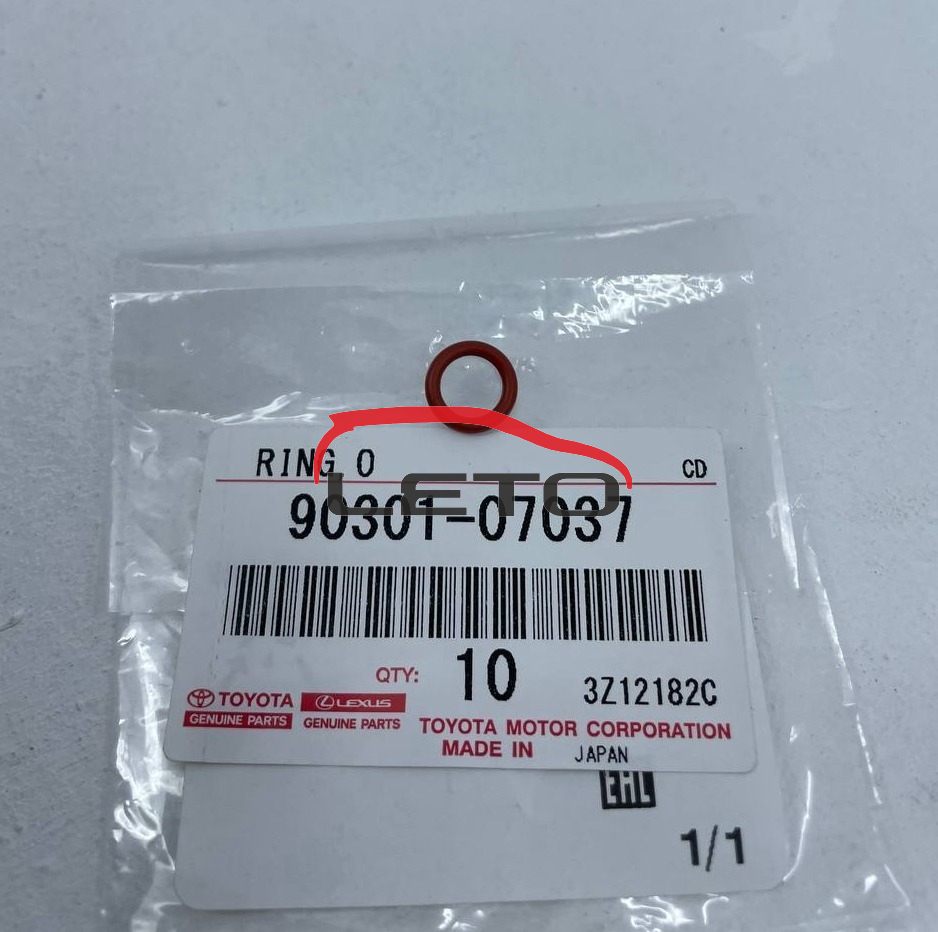 RING, O
CD
LETO
90301-07037
QTY: 10
3Z12182C
TOYOTA
GENUINE PARTS
LEXUS
GENUINE PARTS
TOYOTA MOTOR CORPORATION
MADE IN JAPAN
1/1